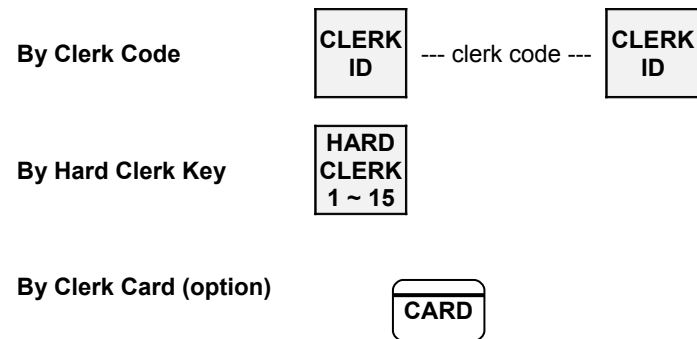 By Clerk Code
CLERK
ID
--- clerk code ---
CLERK
ID
By Hard Clerk Key
HARD
CLERK
1 ~ 15
By Clerk Card (option)
CARD